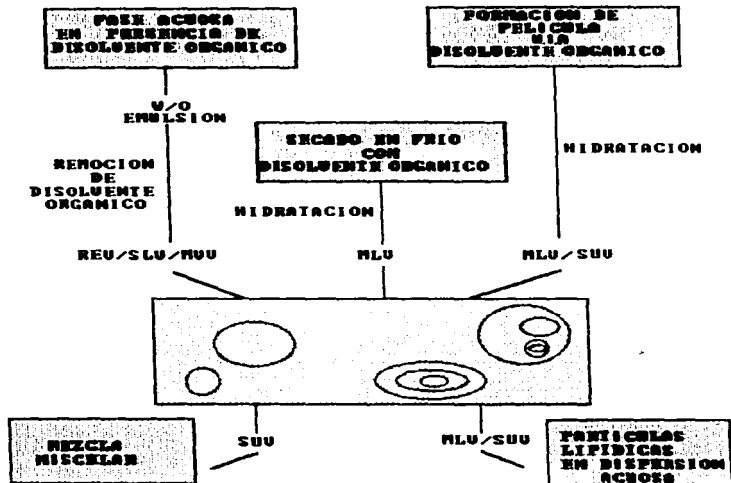 FASE ACUOSA
EN PRESENCIA DE
DISOLVENTE ORGANICO
FORMACION DE
PELICULA
VIA
DISOLVENTE ORGANICO
W/O
EMULSION
SECADO EN FRIO
CON
DISOLVENTE ORGANICO
HIDRATACION
REMOCION
DE
DISOLVENTE
ORGANICO
HIDRATACION
REV/SLV/MVV
MLV
MLV/SUV
MEZCLA
MISCELAR
SUV
MLV/SUV
PARTICULAS
LIPIDICAS
EN DISPERSION
ACUOSA